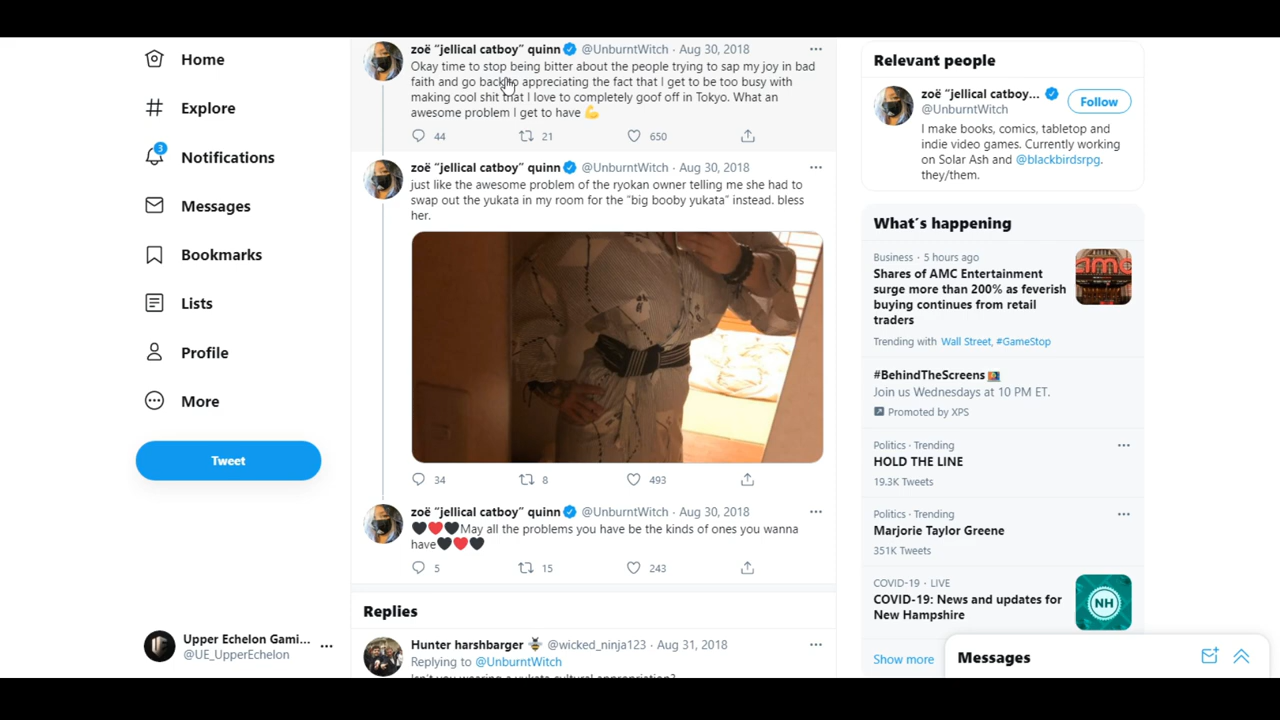 Home
Explore
3
Notifications
Messages
Bookmarks
Lists
Profile
More
Tweet
Upper Echelon Gami...
@UE_UpperEchelon
zoë "jellical catboy" quinn @UnburntWitch · Aug 30, 2018
Okay time to stop being bitter about the people trying to sap my joy in bad
faith and go back to appreciating the fact that I get to be too busy with
making cool shit that I love to completely goof off in Tokyo. What an
awesome problem I get to have 💪
44 21 650
zoë "jellical catboy" quinn @UnburntWitch · Aug 30, 2018
just like the awesome problem of the ryokan owner telling me she had to
swap out the yukata in my room for the "big booby yukata" instead. bless
her.
34 8 493
zoë "jellical catboy" quinn @UnburntWitch · Aug 30, 2018
🖤❤️🖤May all the problems you have be the kinds of ones you wanna
have🖤❤️🖤
5 15 243
Replies
Hunter harshbarger 🐝 @wicked_ninja123 · Aug 31, 2018
Replying to @UnburntWitch
Isn't you wearing a yukata cultural appropriation?
Relevant people
zoë "jellical catboy...
@UnburntWitch
Follow
I make books, comics, tabletop and
indie video games. Currently working
on Solar Ash and @blackbirdsrpg.
they/them.
What's happening
Business · 5 hours ago
Shares of AMC Entertainment
surge more than 200% as feverish
buying continues from retail
traders
amc
Trending with Wall Street, #GameStop
#BehindTheScreens
Join us Wednesdays at 10 PM ET.
Promoted by XPS
Politics · Trending
HOLD THE LINE
19.3K Tweets
Politics · Trending
Marjorie Taylor Greene
351K Tweets
COVID-19 · LIVE
COVID-19: News and updates for
New Hampshire
NH
Show more
Messages